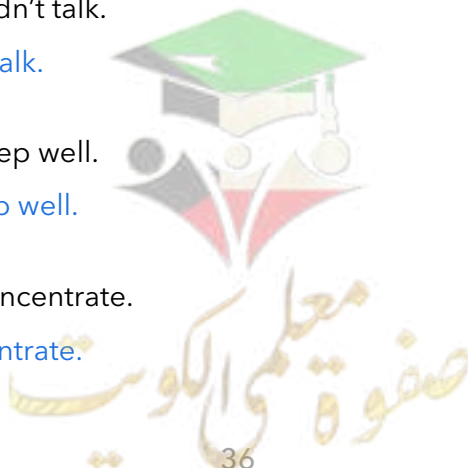 dn't talk.
alk.
ep well.
o well.
ncentrate.
ntrate.
صفوة معلمي الكويت
36